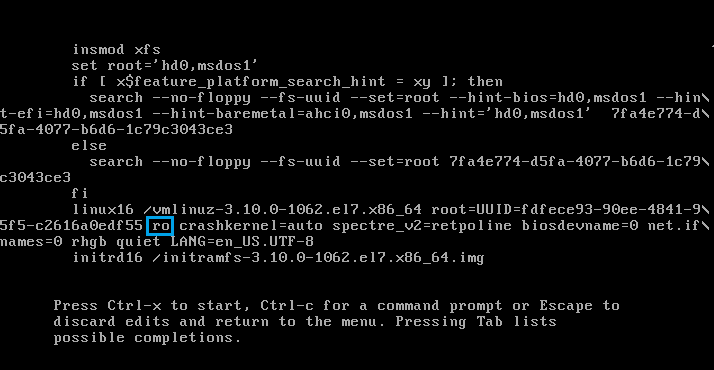 insmod xfs
set root='hd0,msdos1'
if [ x$feature_platform_search_hint = xy ]; then
search --no-floppy --fs-uuid --set=root --hint-bios=hd0,msdos1 --hin\
t-efi=hd0,msdos1 --hint-baremetal=ahci0,msdos1 --hint='hd0,msdos1'  7fa4e774-d\
5fa-4077-b6d6-1c79c3043ce3
else
search --no-floppy --fs-uuid --set=root 7fa4e774-d5fa-4077-b6d6-1c79\
c3043ce3
fi
linux16 /vmlinuz-3.10.0-1062.el7.x86_64 root=UUID=fdfece93-90ee-4841-9\
5f5-c2616a0edf55 ro crashkernel=auto spectre_v2=retpoline biosdevname=0 net.if\
names=0 rhgb quiet LANG=en_US.UTF-8
initrd16 /initramfs-3.10.0-1062.el7.x86_64.img
Press Ctrl-x to start, Ctrl-c for a command prompt or Escape to
discard edits and return to the menu. Pressing Tab lists
possible completions.